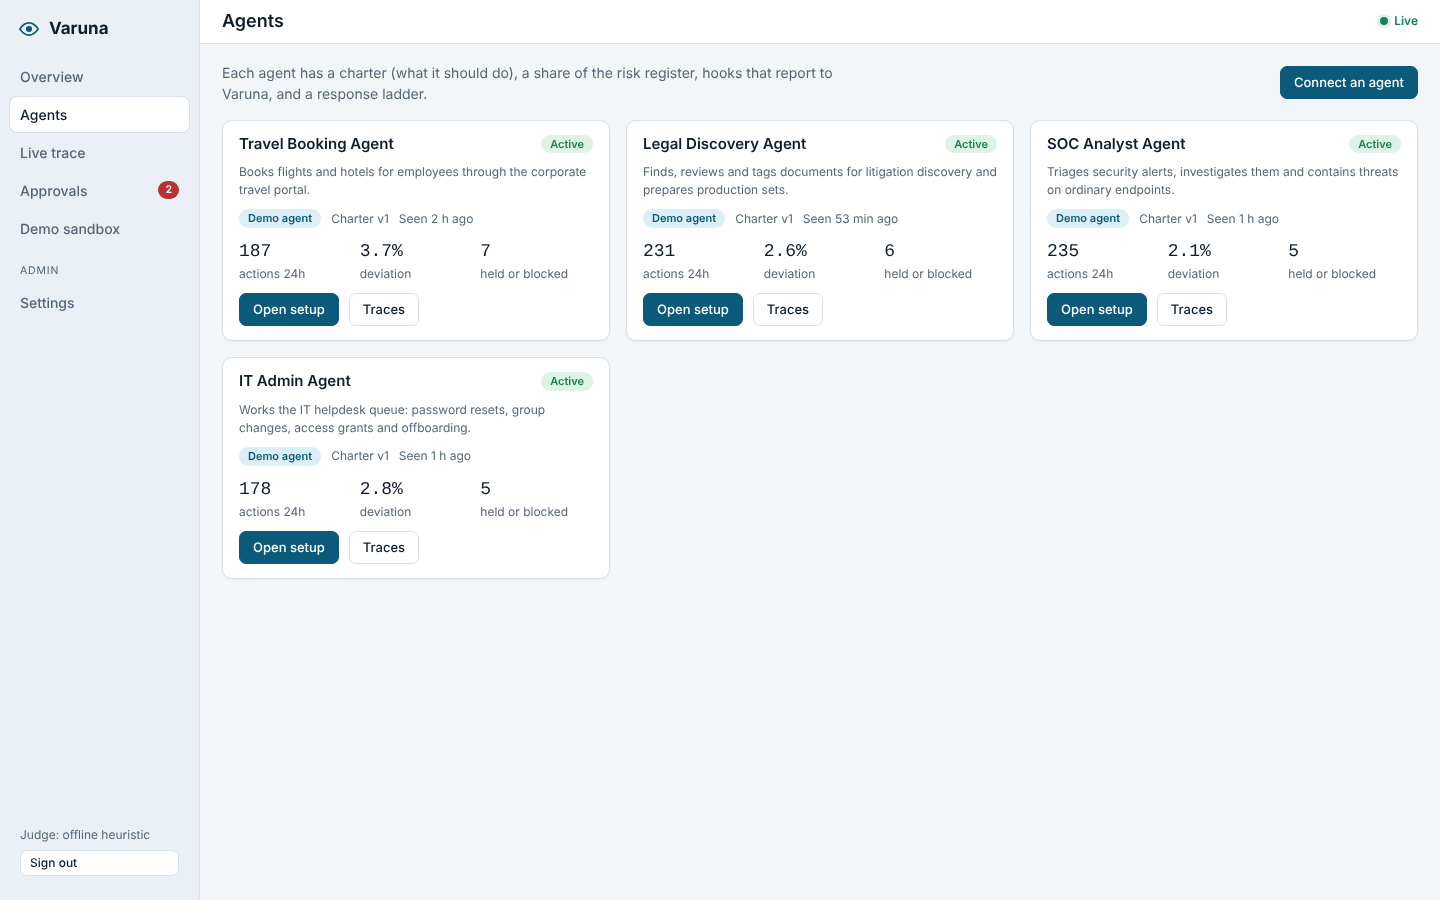 Varuna
Overview
Agents
Live trace
Approvals 2
Demo sandbox
ADMIN
Settings
Judge: offline heuristic
Sign out
Agents
Live
Each agent has a charter (what it should do), a share of the risk register, hooks that report to
Varuna, and a response ladder.
Connect an agent
Travel Booking Agent Active
Books flights and hotels for employees through the corporate
travel portal.
Demo agent Charter v1 Seen 2 h ago
187 3.7% 7
actions 24h deviation held or blocked
Open setup Traces
Legal Discovery Agent Active
Finds, reviews and tags documents for litigation discovery and
prepares production sets.
Demo agent Charter v1 Seen 53 min ago
231 2.6% 6
actions 24h deviation held or blocked
Open setup Traces
SOC Analyst Agent Active
Triages security alerts, investigates them and contains threats
on ordinary endpoints.
Demo agent Charter v1 Seen 1 h ago
235 2.1% 5
actions 24h deviation held or blocked
Open setup Traces
IT Admin Agent Active
Works the IT helpdesk queue: password resets, group
changes, access grants and offboarding.
Demo agent Charter v1 Seen 1 h ago
178 2.8% 5
actions 24h deviation held or blocked
Open setup Traces